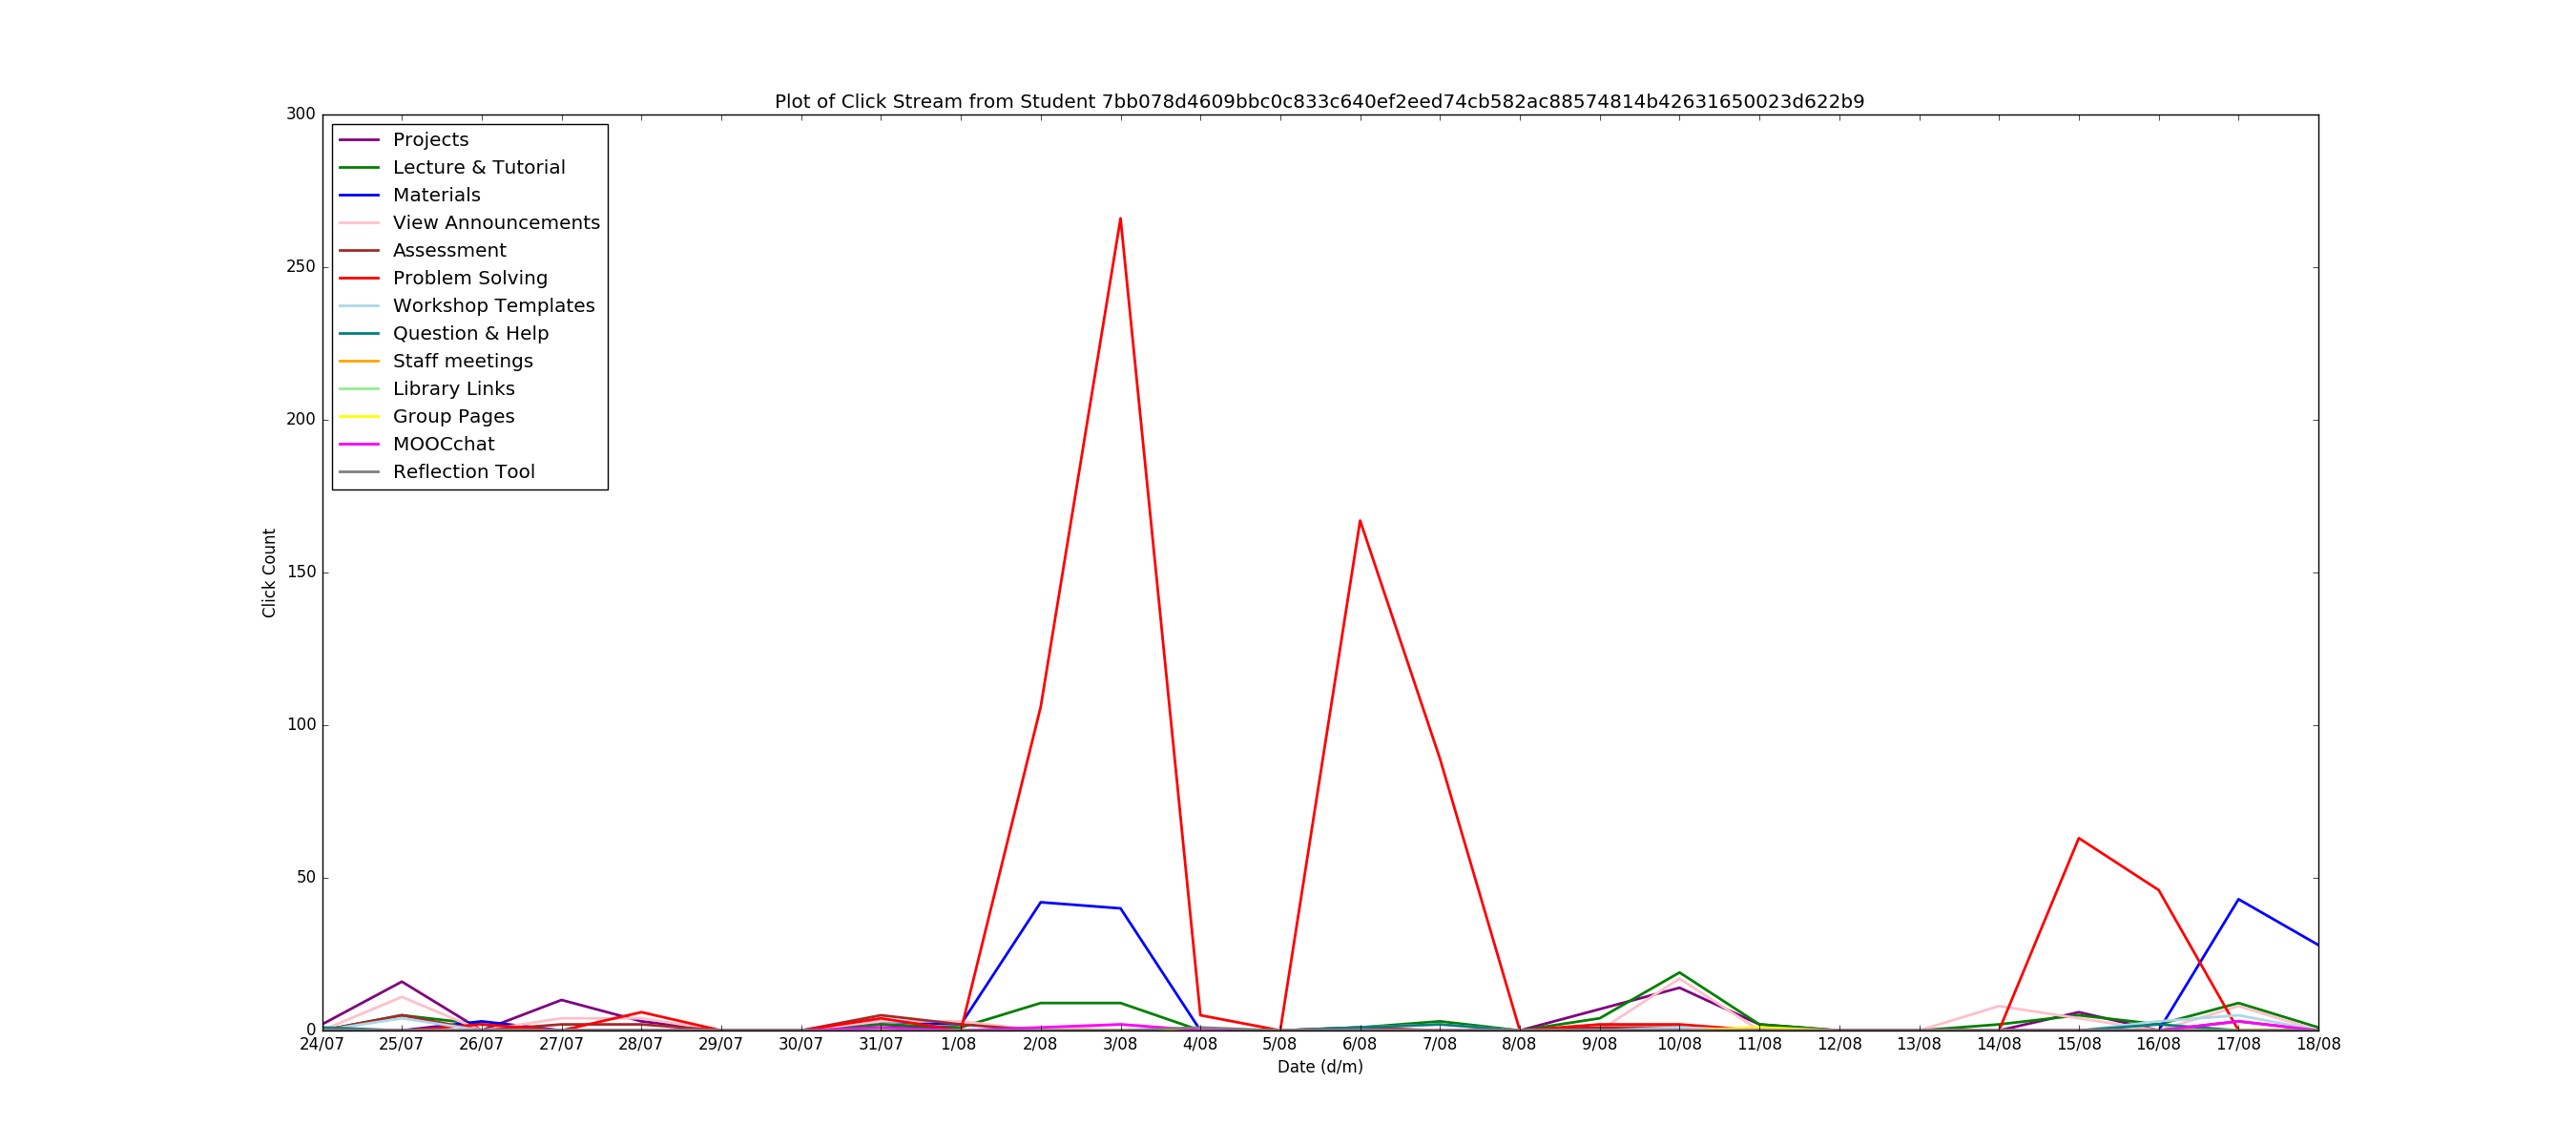 Plot of Click Stream from Student 7bb078d4609bbc0c833c640ef2eed74cb582ac88574814b42631650023d622b9
300
250
200
150
100
50
0
Click Count
Projects
Lecture & Tutorial
Materials
View Announcements
Assessment
Problem Solving
Workshop Templates
Question & Help
Staff meetings
Library Links
Group Pages
MOOCchat
Reflection Tool
24/07 25/07 26/07 27/07 28/07 29/07 30/07 31/07 1/08 2/08 3/08 4/08 5/08 6/08 7/08 8/08 9/08 10/08 11/08 12/08 13/08 14/08 15/08 16/08 17/08 18/08
Date (d/m)